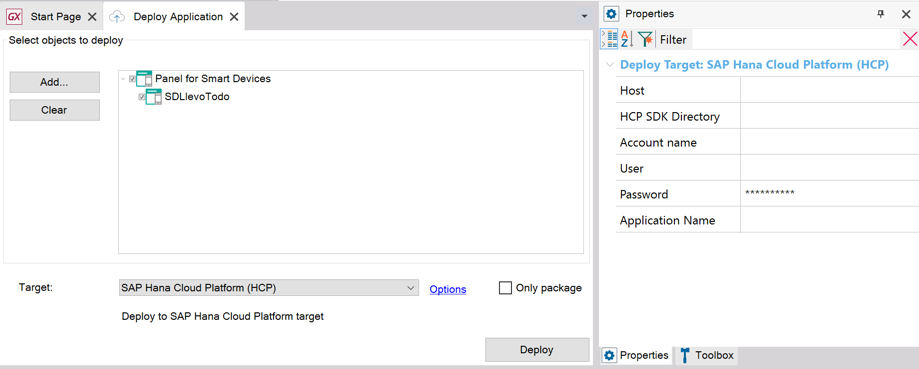 GX Start Page
Deploy Application
Select objects to deploy
Add...
Clear
Panel for Smart Devices
SDLlevoTodo
Target:
SAP Hana Cloud Platform (HCP)
Options
Only package
Deploy to SAP Hana Cloud Platform target
Deploy
Properties
A Z
Filter
Deploy Target: SAP Hana Cloud Platform (HCP)
Host
HCP SDK Directory
Account name
User
Password **********
Application Name
Properties
Toolbox